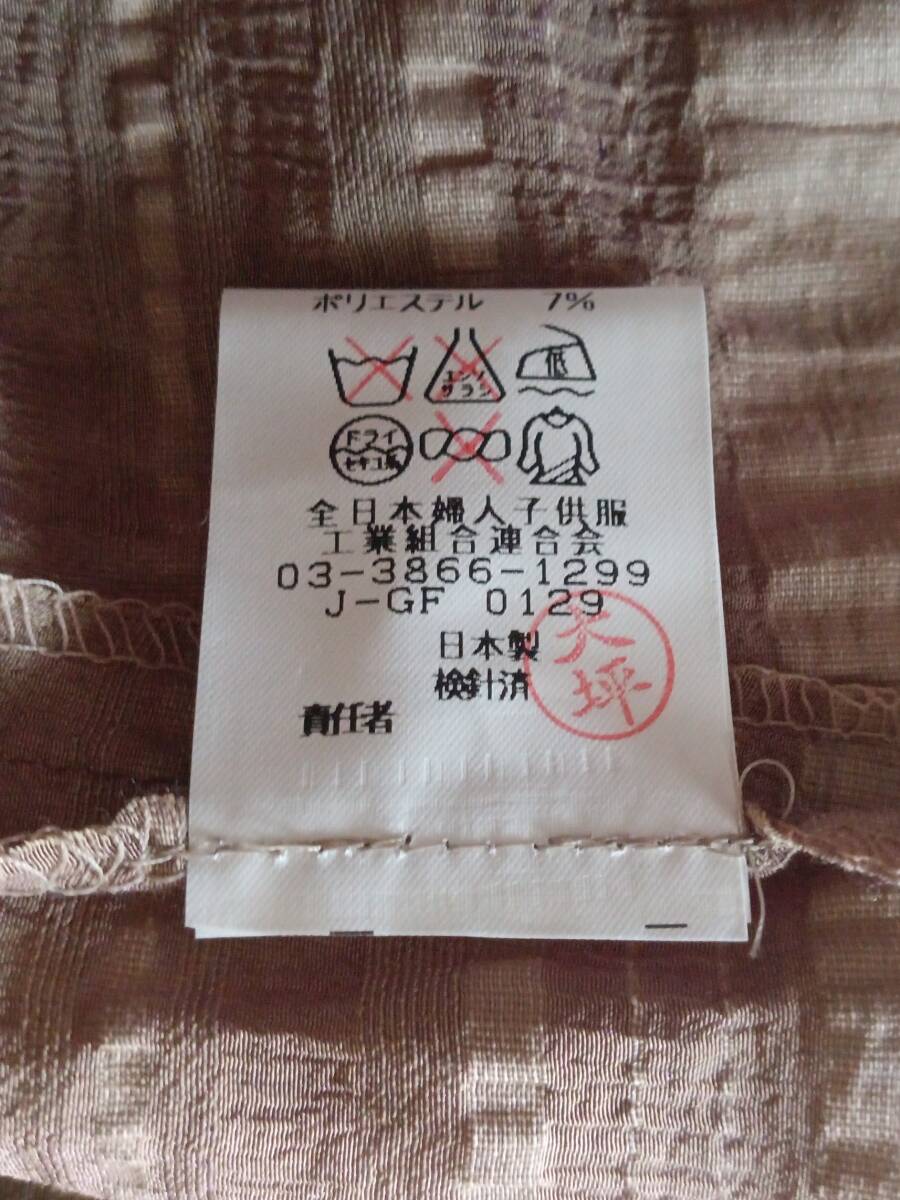 ポリエステル 7%
エンソ
サラシ
低
ドライ
セキユ系
全日本婦人子供服
工業組合連合会
03-3866-1299
J-GF 0129
日本製
検針済
大坪
責任者